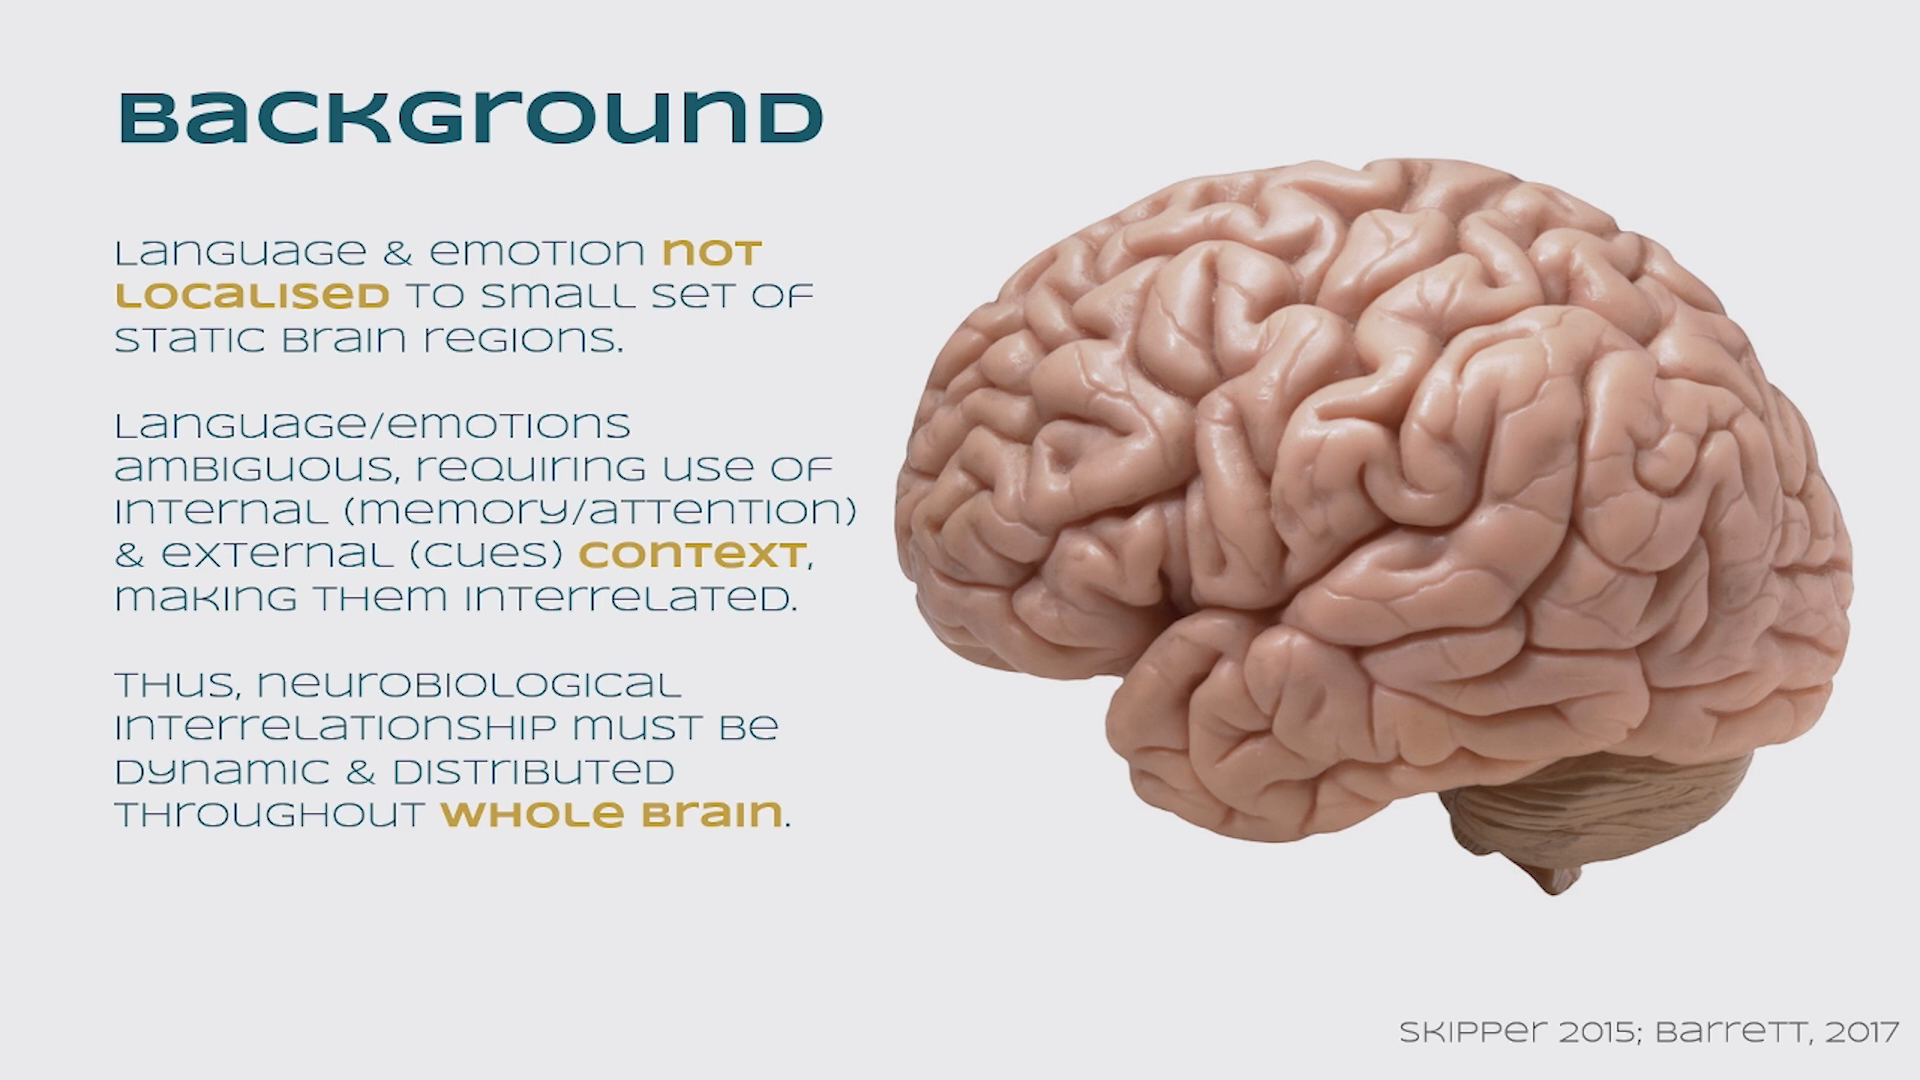 Background
Language & emotion not
localised to small set of
static brain regions.
Language/emotions
ambiguous, requiring use of
internal (memory/attention)
& external (cues) context,
making them interrelated.
Thus, neurobiological
interrelationship must be
dynamic & distributed
throughout whole brain.
Skipper 2015; Barrett, 2017